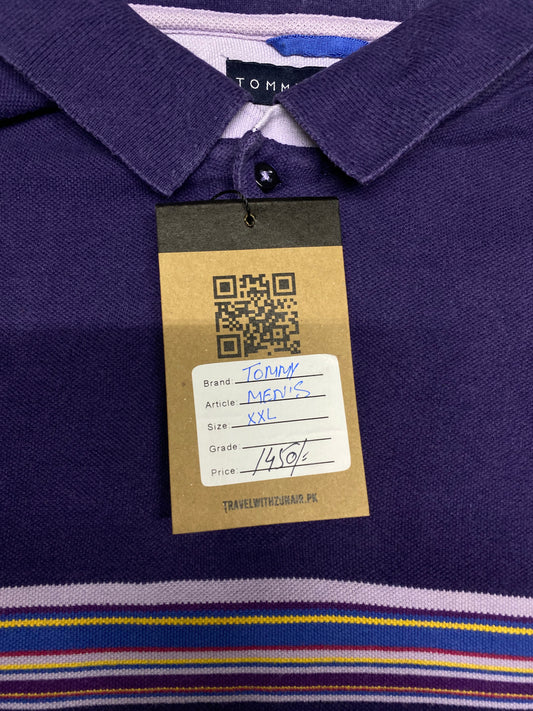 TOMM
Brand: TOMMY
Article: MEN'S
Size: XXL
Grade:
Price: 1450/-
TRAVELWITHZUHAIR.PK